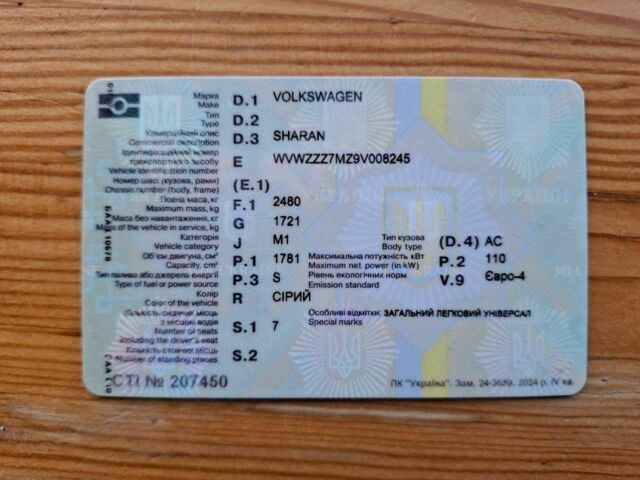 Марка D.1 VOLKSWAGEN
Make
Тип D.2
Type
Комерційний опис D.3 SHARAN
Commercial description
Ідентифікаційний номер
транспортного засобу E WVWZZZ7MZ9V008245
Vehicle identification number
Номер шасі (кузова, рами) (E.1)
Chassis number (body, frame)
Повна маса, кг F.1 2480
Maximum mass, kg
Маса без навантаження, кг G 1721
Mass of the vehicle in service, kg
Категорія J M1 Тип кузова (D.4) AC
Vehicle category Body type
Об'єм двигуна, см³ P.1 1781 Максимальна потужність кВт P.2 110
Capacity, cm³ Maximum net power (in kW)
Тип палива або джерела енергії P.3 S Рівень екологічних норм V.9 Євро-4
Type of fuel or power source Emission standard
Колір R СІРИЙ
Color of the vehicle
Кількість сидячих місць Особливі відмітки: ЗАГАЛЬНИЙ ЛЕГКОВИЙ УНІВЕРСАЛ
з місцем водія S.1 7 Special marks
Number of seats
including the driver's seat
Кількість стоячих місць S.2
Number of standing places
СТІ № 207450 ПК "Україна". Зам. 24-3659. 2024 р. IV кв.